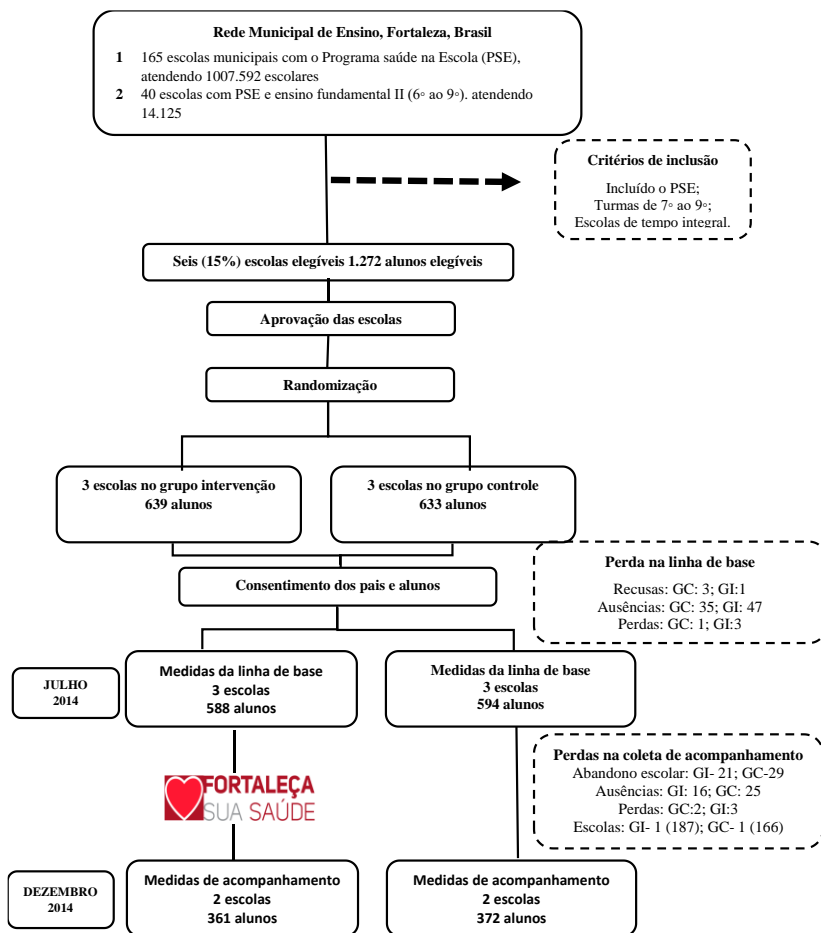 Rede Municipal de Ensino, Fortaleza, Brasil
1 165 escolas municipais com o Programa saúde na Escola (PSE),
atendendo 1007.592 escolares
2 40 escolas com PSE e ensino fundamental II (6◦ ao 9◦). atendendo
14.125
Critérios de inclusão
Incluído o PSE;
Turmas de 7◦ ao 9◦;
Escolas de tempo integral.
Seis (15%) escolas elegíveis 1.272 alunos elegíveis
Aprovação das escolas
Randomização
3 escolas no grupo intervenção
639 alunos
3 escolas no grupo controle
633 alunos
Perda na linha de base
Recusas: GC: 3; GI:1
Ausências: GC: 35; GI: 47
Perdas: GC: 1; GI:3
Consentimento dos pais e alunos
JULHO
2014
Medidas da linha de base
3 escolas
588 alunos
Medidas da linha de base
3 escolas
594 alunos
Perdas na coleta de acompanhamento
Abandono escolar: GI- 21; GC-29
Ausências: GI: 16; GC: 25
Perdas: GC:2; GI:3
Escolas: GI- 1 (187); GC- 1 (166)
FORTALEÇA
SUA SAÚDE
DEZEMBRO
2014
Medidas de acompanhamento
2 escolas
361 alunos
Medidas de acompanhamento
2 escolas
372 alunos